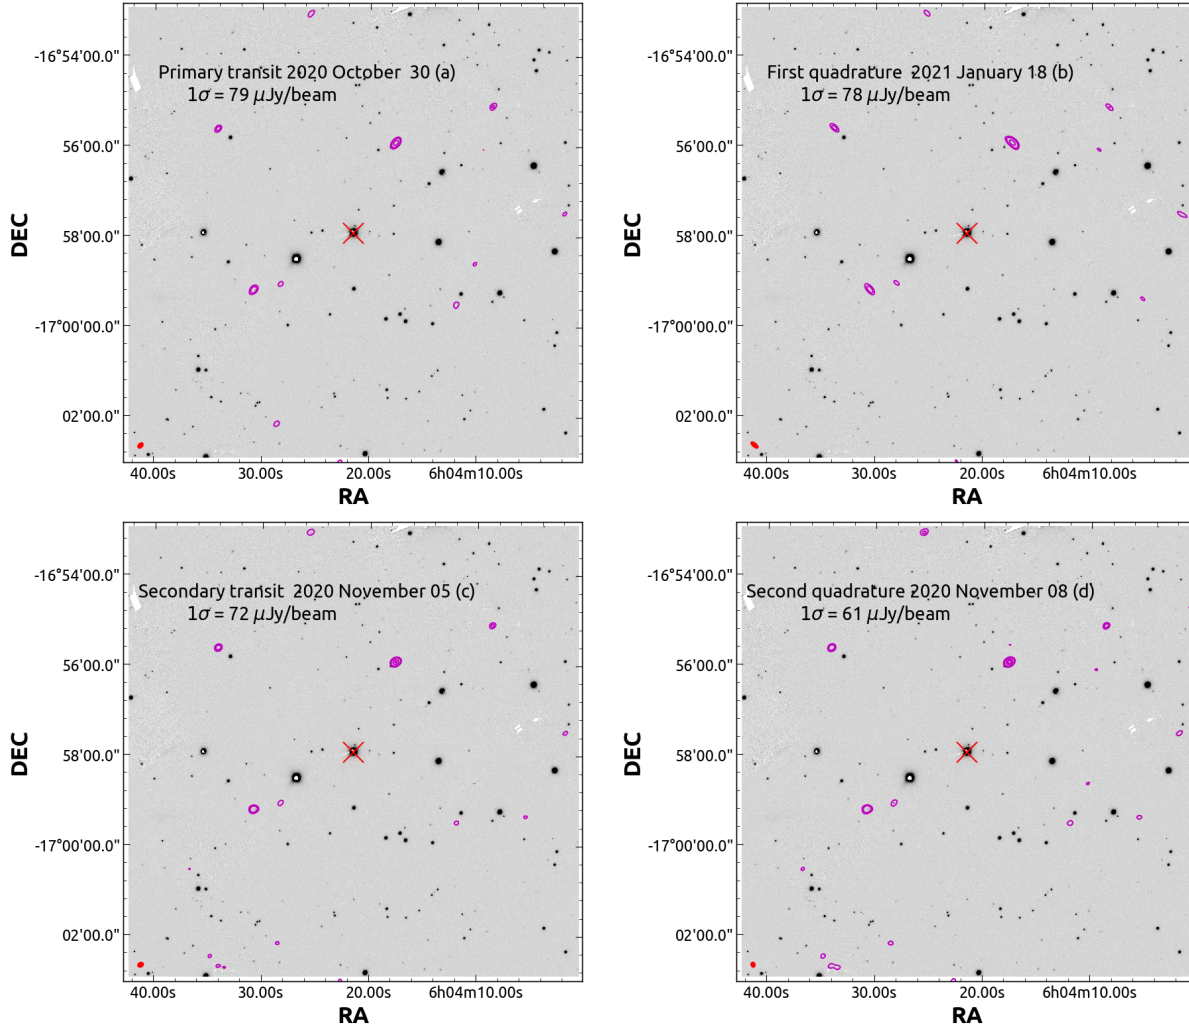 -16°54'00.0"
Primary transit 2020 October  30 (a)
1σ = 79 μJy/beam
56'00.0"
58'00.0"
-17°00'00.0"
02'00.0"
DEC
40.00s 30.00s 20.00s 6h04m10.00s
RA
-16°54'00.0"
First quadrature  2021 January 18 (b)
1σ = 78 μJy/beam
56'00.0"
58'00.0"
-17°00'00.0"
02'00.0"
DEC
40.00s 30.00s 20.00s 6h04m10.00s
RA
-16°54'00.0"
Secondary transit  2020 November 05 (c)
1σ = 72 μJy/beam
56'00.0"
58'00.0"
-17°00'00.0"
02'00.0"
DEC
40.00s 30.00s 20.00s 6h04m10.00s
RA
-16°54'00.0"
Second quadrature 2020 November 08 (d)
1σ = 61 μJy/beam
56'00.0"
58'00.0"
-17°00'00.0"
02'00.0"
DEC
40.00s 30.00s 20.00s 6h04m10.00s
RA